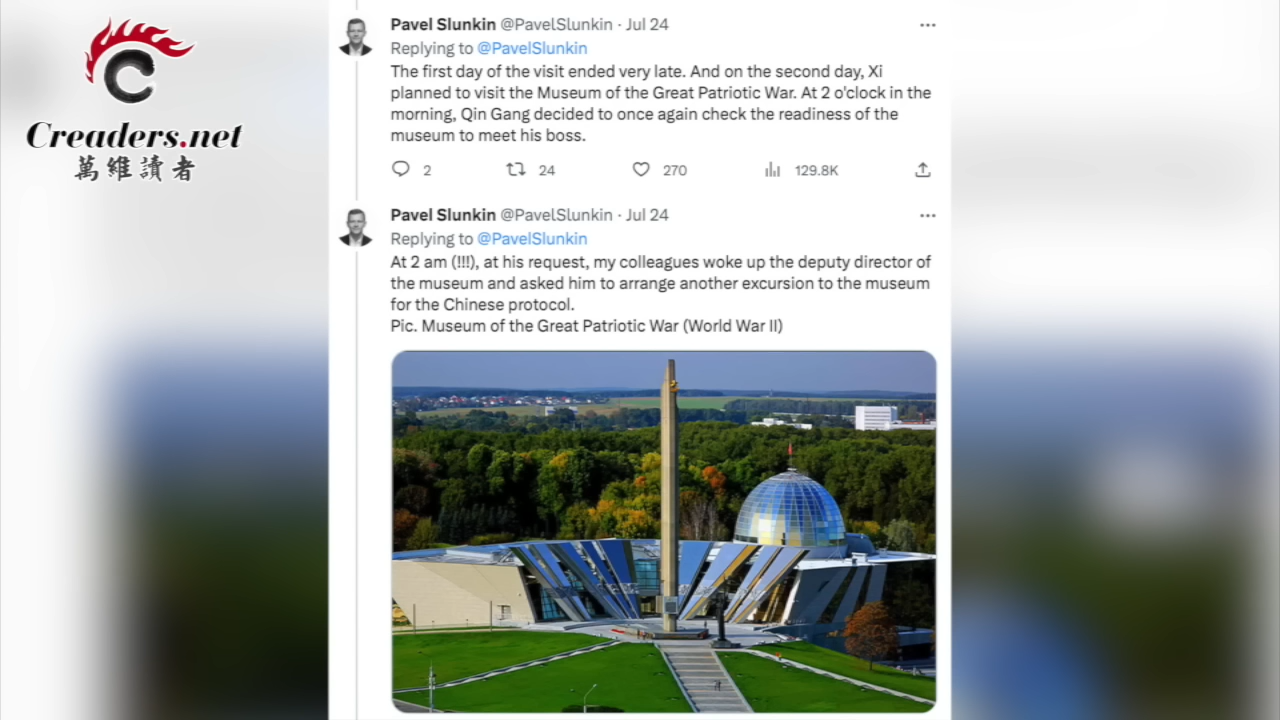 Creaders.net
萬維讀者
Pavel Slunkin @PavelSlunkin · Jul 24
Replying to @PavelSlunkin
The first day of the visit ended very late. And on the second day, Xi
planned to visit the Museum of the Great Patriotic War. At 2 o'clock in the
morning, Qin Gang decided to once again check the readiness of the
museum to meet his boss.
2 24 270 129.8K
Pavel Slunkin @PavelSlunkin · Jul 24
Replying to @PavelSlunkin
At 2 am (!!!), at his request, my colleagues woke up the deputy director of
the museum and asked him to arrange another excursion to the museum
for the Chinese protocol.
Pic. Museum of the Great Patriotic War (World War II)